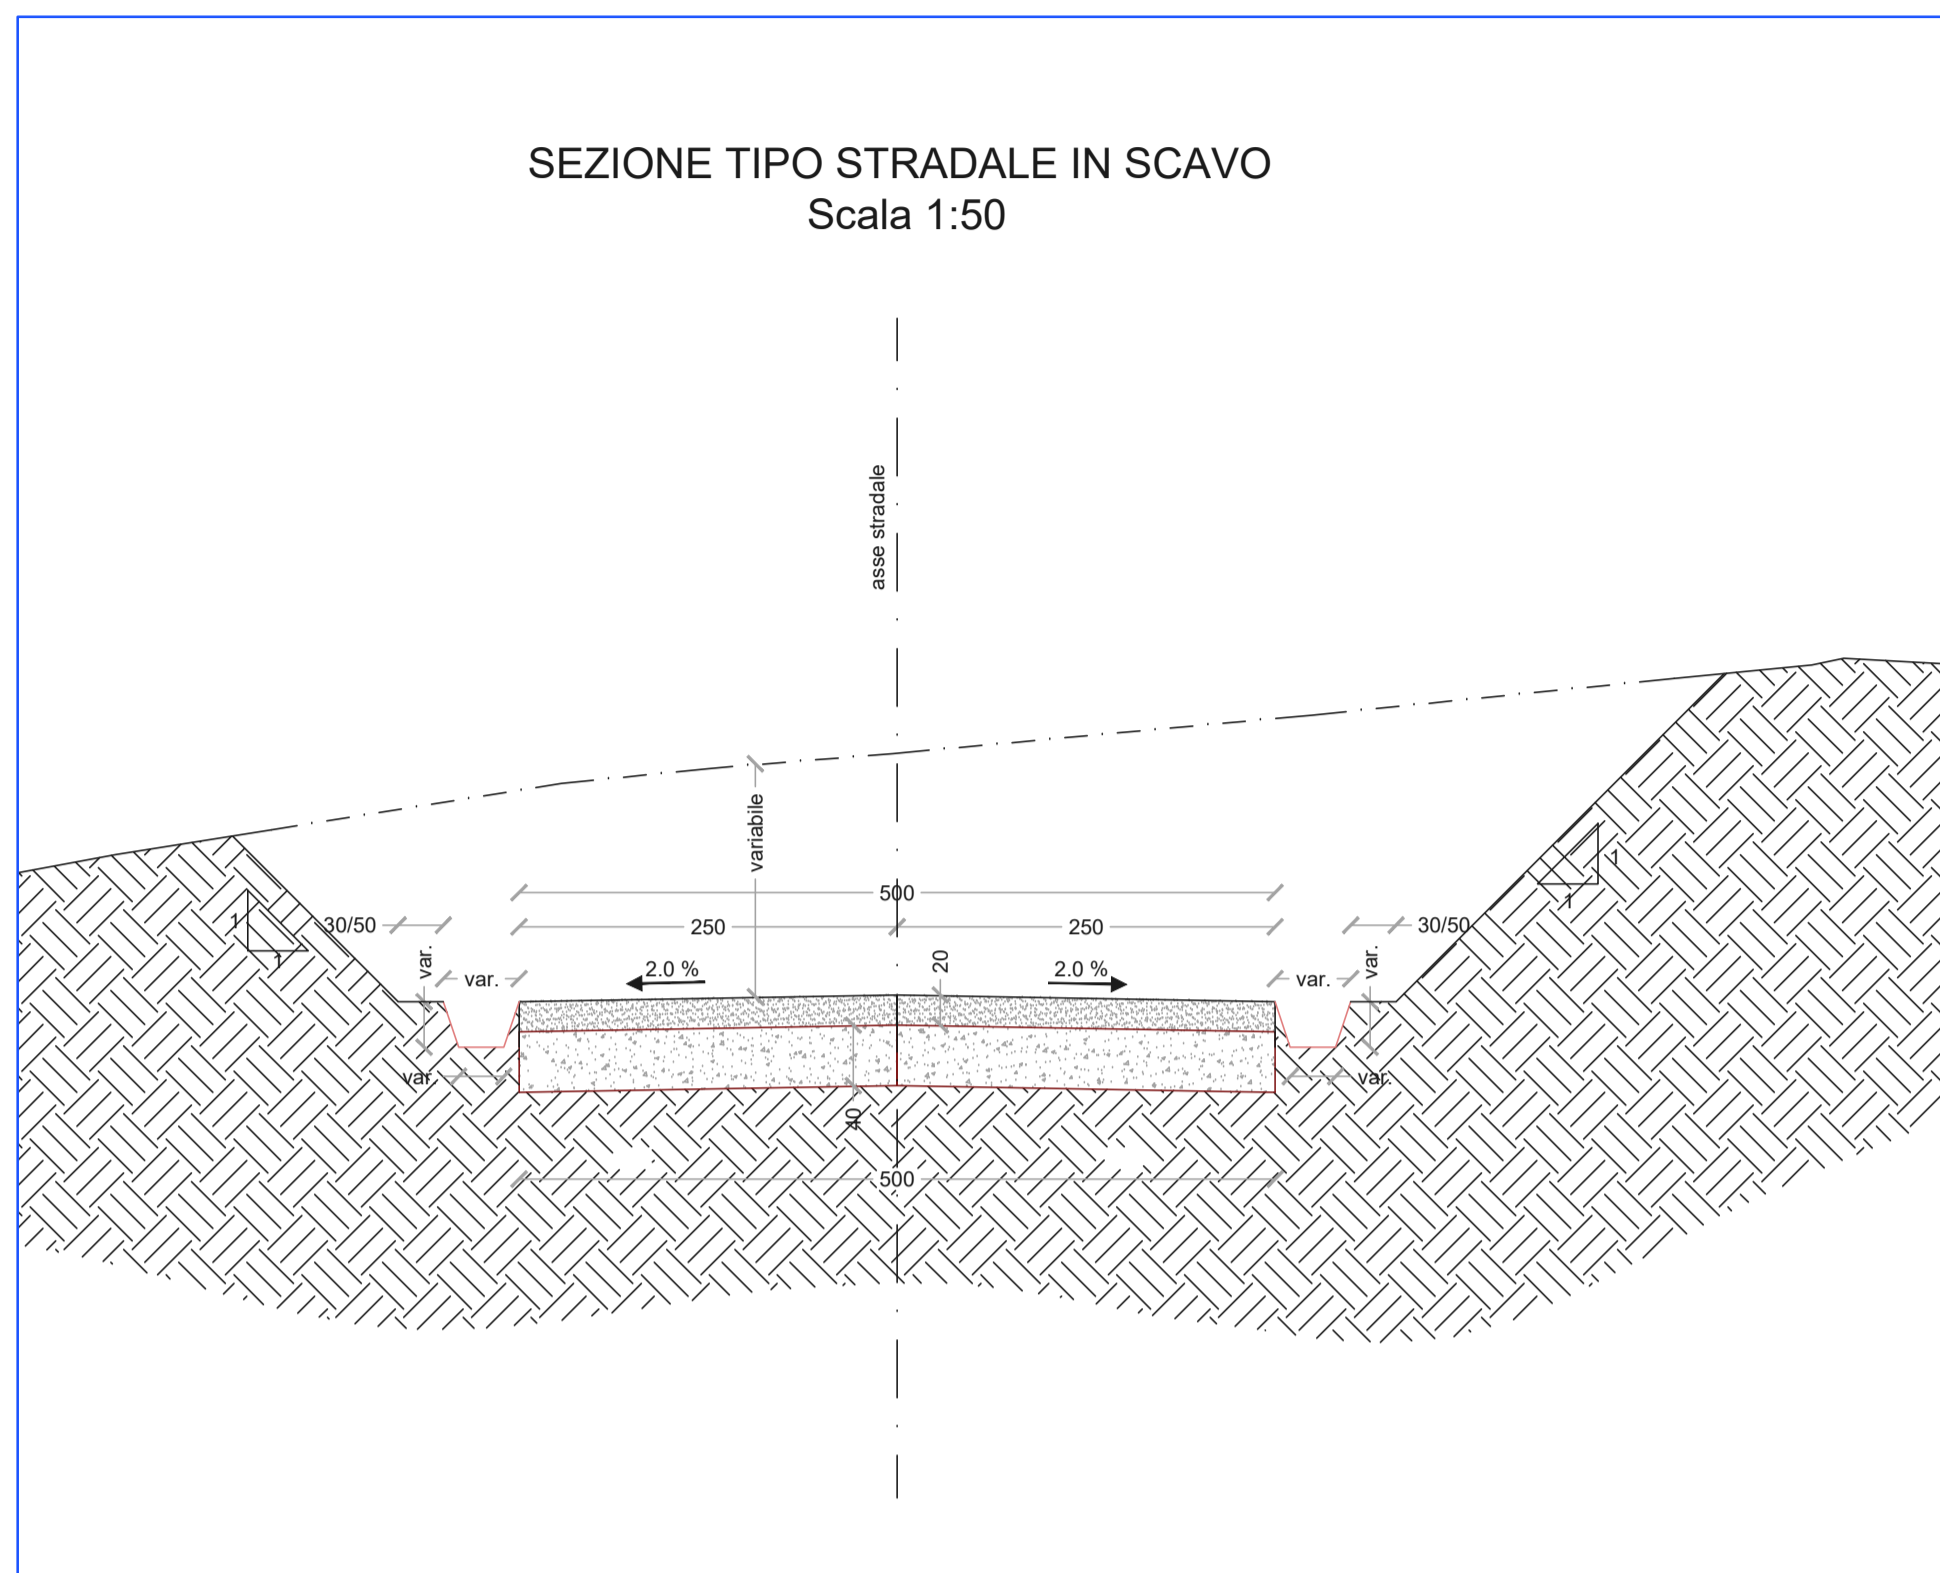 SEZIONE TIPO STRADALE IN SCAVO
Scala 1:50
asse stradale
variabile
500
250
250
30/50
30/50
1
1
1
1
var.
var.
2.0 %
20
2.0 %
var.
var.
var.
var.
40
500